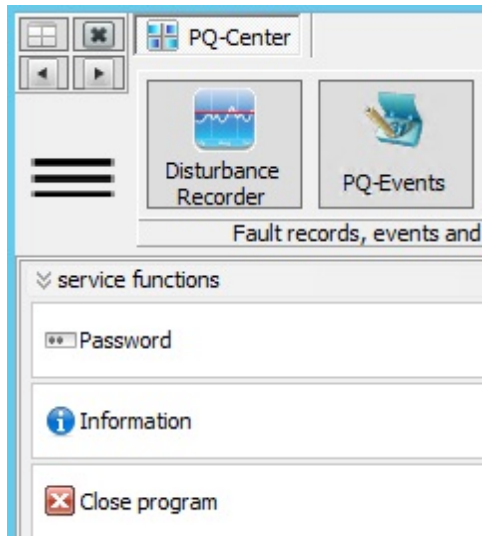 PQ-Center
Disturbance
Recorder
PQ-Events
Fault records, events and
service functions
Password
Information
Close program